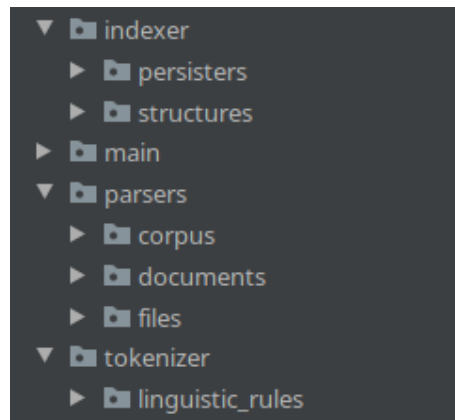 indexer
persisters
structures
main
parsers
corpus
documents
files
tokenizer
linguistic_rules